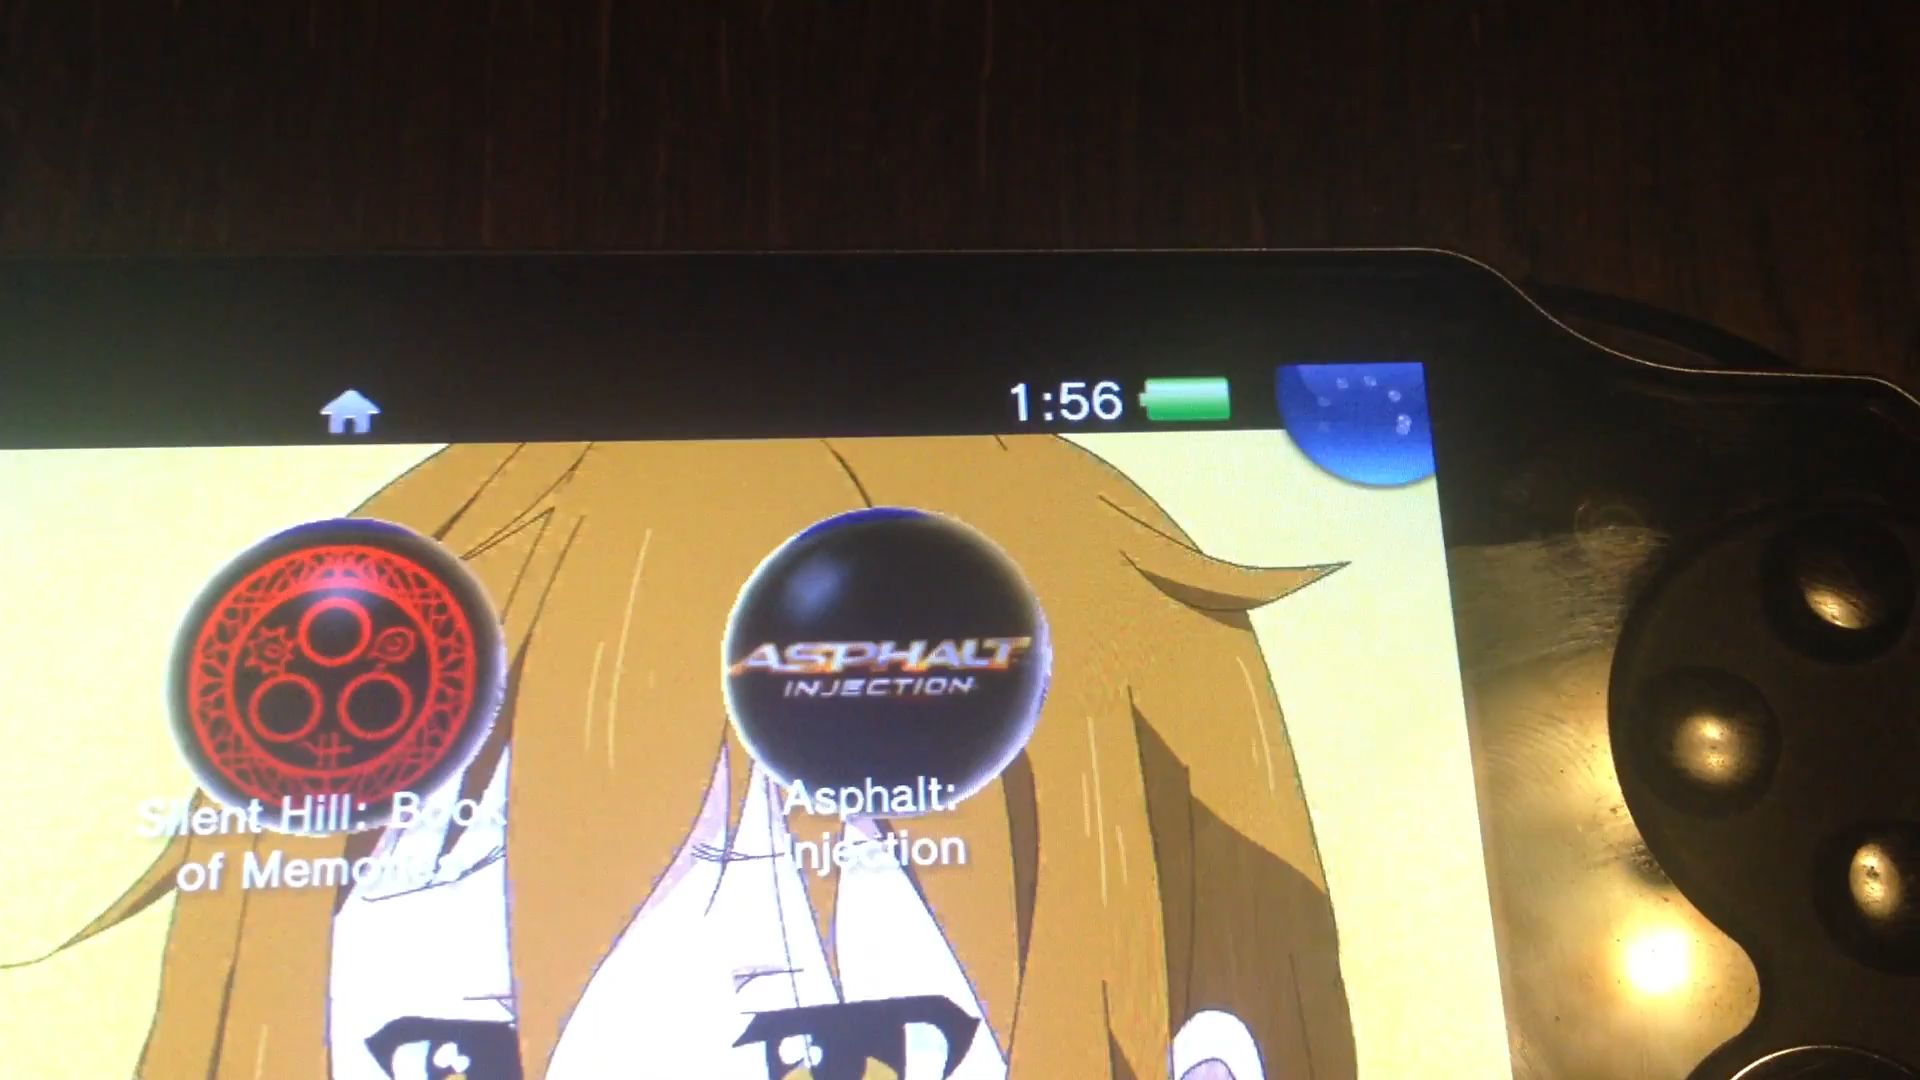 1:56
ASPHALT
INJECTION
Silent Hill: Book
of Memories
Asphalt:
Injection